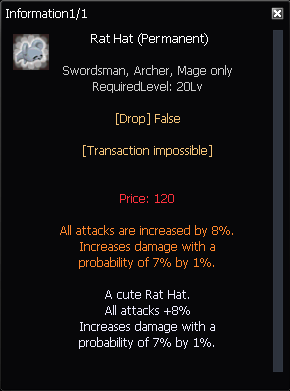 Information1/1
Rat Hat (Permanent)
Swordsman, Archer, Mage only
RequiredLevel: 20Lv
[Drop] False
[Transaction impossible]
Price: 120
All attacks are increased by 8%.
Increases damage with a
probability of 7% by 1%.
A cute Rat Hat.
All attacks +8%
Increases damage with a
probability of 7% by 1%.